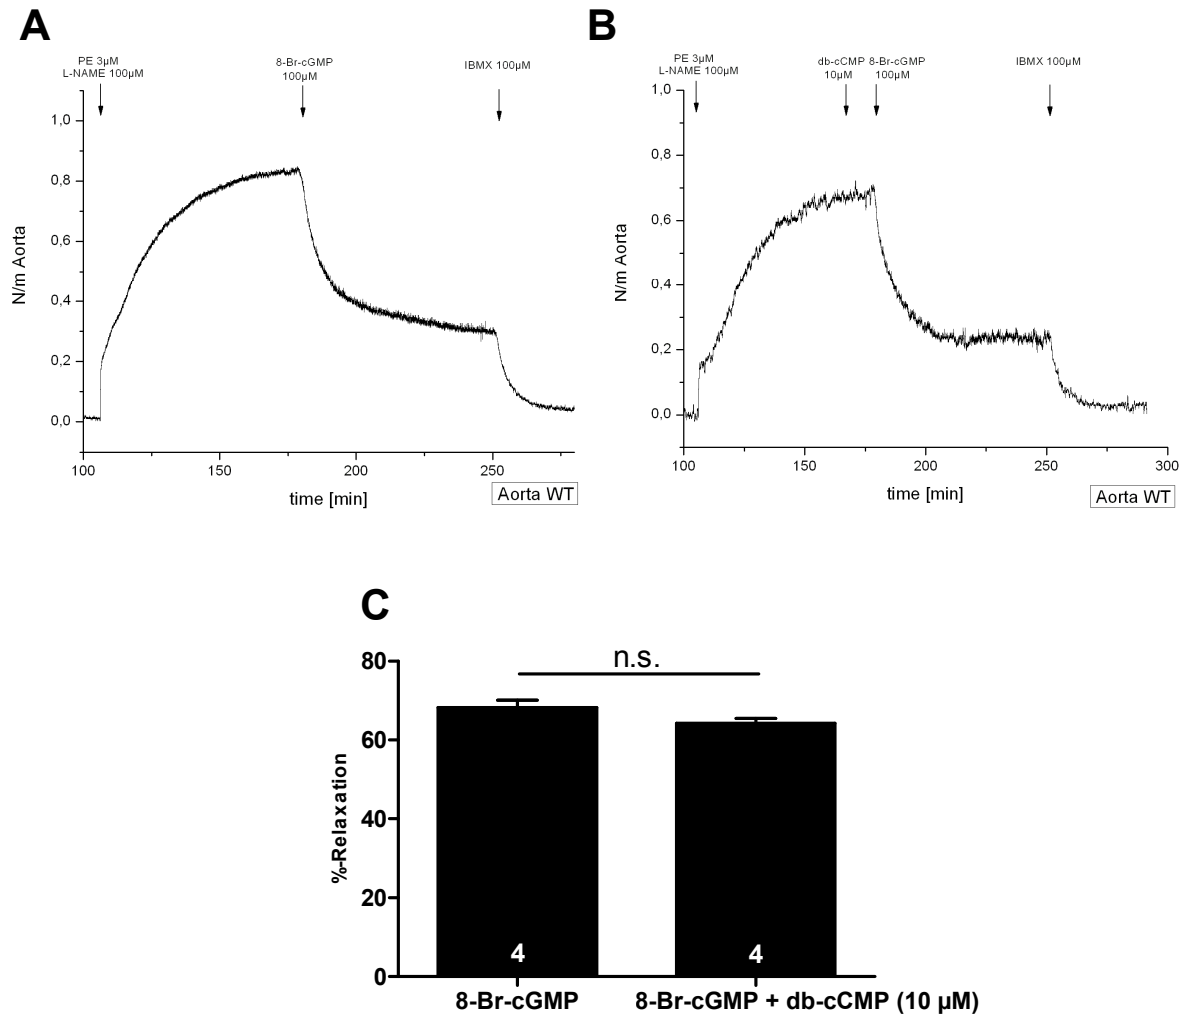 A
PE 3µM
L-NAME 100µM
8-Br-cGMP
100µM
IBMX 100µM
1,0
0,8
0,6
0,4
0,2
0,0
N/m Aorta
100
150
200
250
time [min]
Aorta WT
B
PE 3µM
L-NAME 100µM
db-cCMP
10µM
8-Br-cGMP
100µM
IBMX 100µM
1,0
0,8
0,6
0,4
0,2
0,0
N/m Aorta
100
150
200
250
300
time [min]
Aorta WT
C
n.s.
80
60
40
20
0
%-Relaxation
4
4
8-Br-cGMP
8-Br-cGMP + db-cCMP (10 µM)